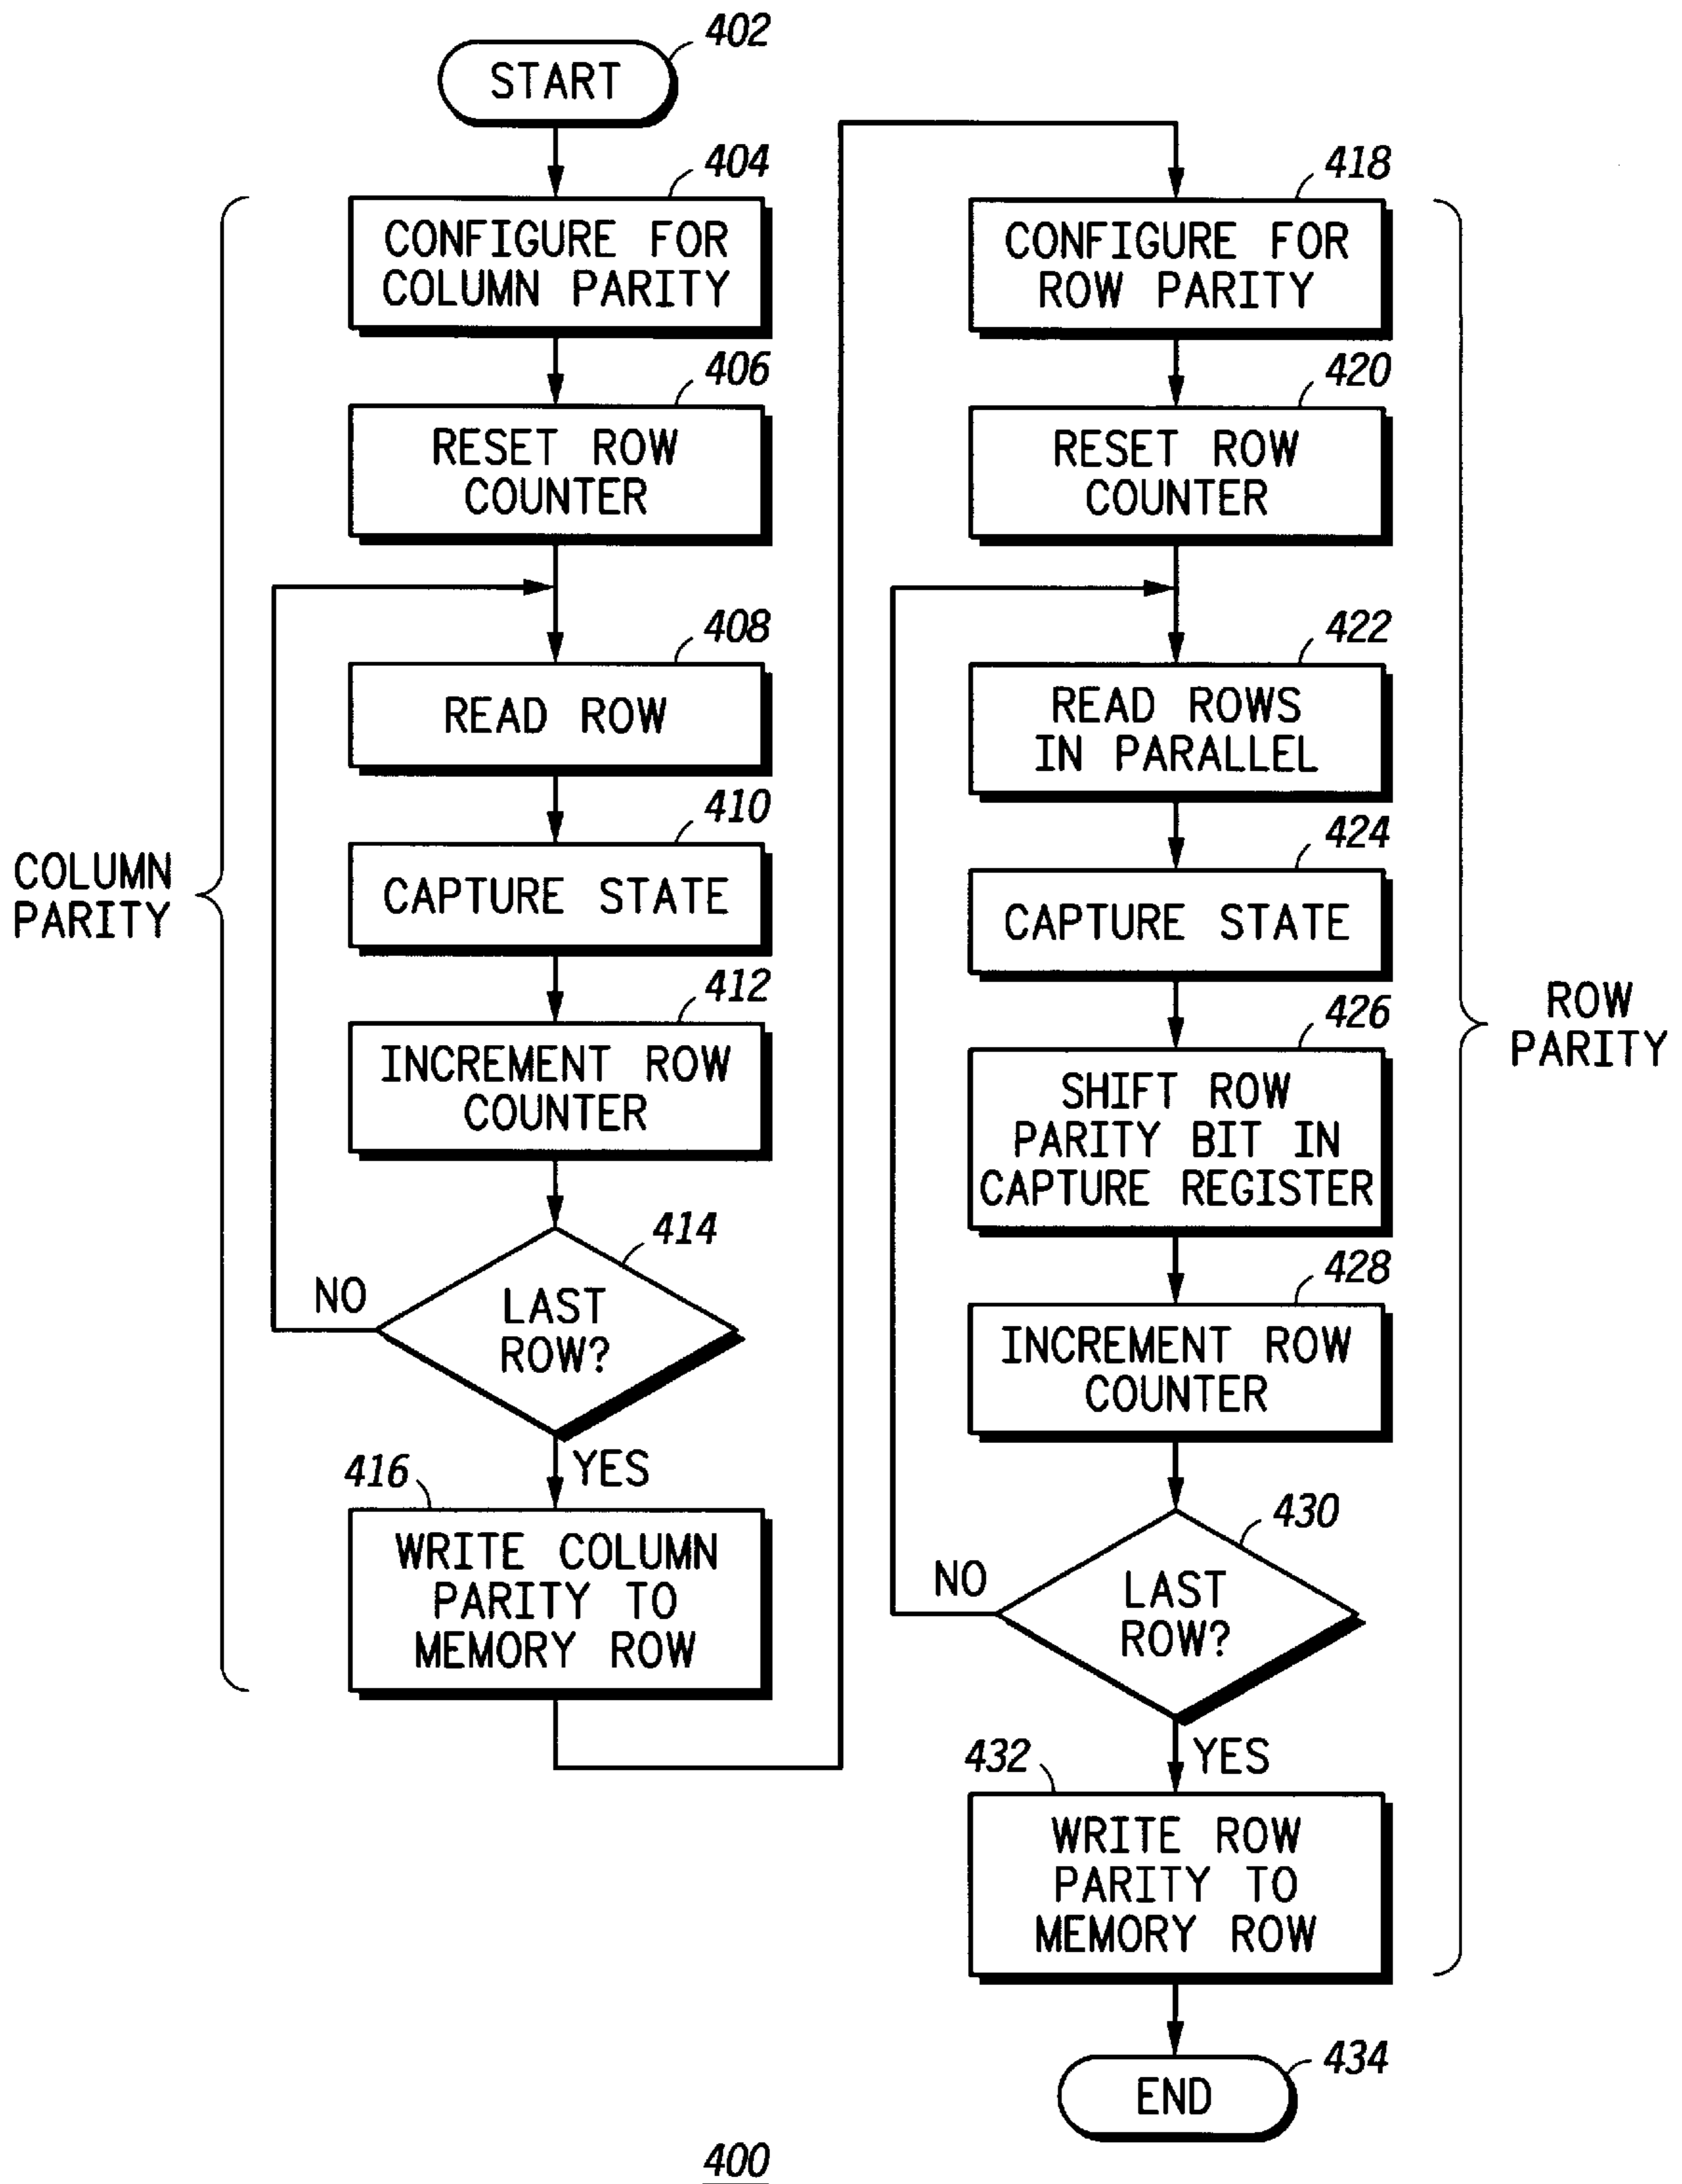 402
START
404
CONFIGURE FOR
COLUMN PARITY
406
RESET ROW
COUNTER
408
READ ROW
410
CAPTURE STATE
412
INCREMENT ROW
COUNTER
414
LAST
ROW?
NO
YES
416
WRITE COLUMN
PARITY TO
MEMORY ROW
COLUMN
PARITY
418
CONFIGURE FOR
ROW PARITY
420
RESET ROW
COUNTER
422
READ ROWS
IN PARALLEL
424
CAPTURE STATE
426
SHIFT ROW
PARITY BIT IN
CAPTURE REGISTER
428
INCREMENT ROW
COUNTER
430
LAST
ROW?
NO
YES
432
WRITE ROW
PARITY TO
MEMORY ROW
ROW
PARITY
434
END
400